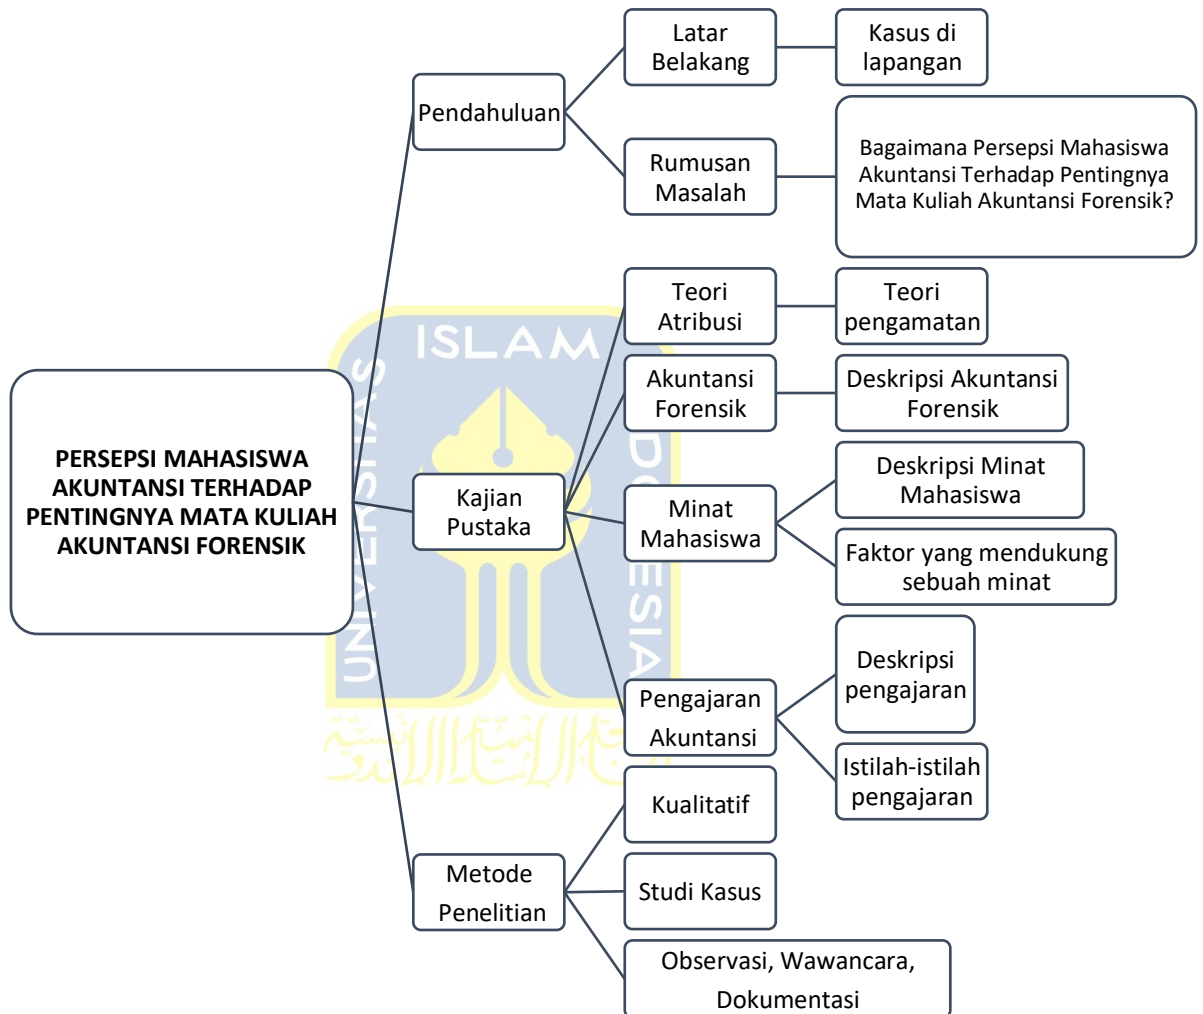 Latar
Belakang
Kasus di
lapangan
Pendahuluan
Rumusan
Masalah
Bagaimana Persepsi Mahasiswa
Akuntansi Terhadap Pentingnya
Mata Kuliah Akuntansi Forensik?
Teori
Atribusi
Teori
pengamatan
Akuntansi
Forensik
Deskripsi Akuntansi
Forensik
PERSEPSI MAHASISWA
AKUNTANSI TERHADAP
PENTINGNYA MATA KULIAH
AKUNTANSI FORENSIK
Kajian
Pustaka
Minat
Mahasiswa
Deskripsi Minat
Mahasiswa
Faktor yang mendukung
sebuah minat
Pengajaran
Akuntansi
Deskripsi
pengajaran
Istilah-istilah
pengajaran
Metode
Penelitian
Kualitatif
Studi Kasus
Observasi, Wawancara,
Dokumentasi
UNIVERSITAS
ISLAM